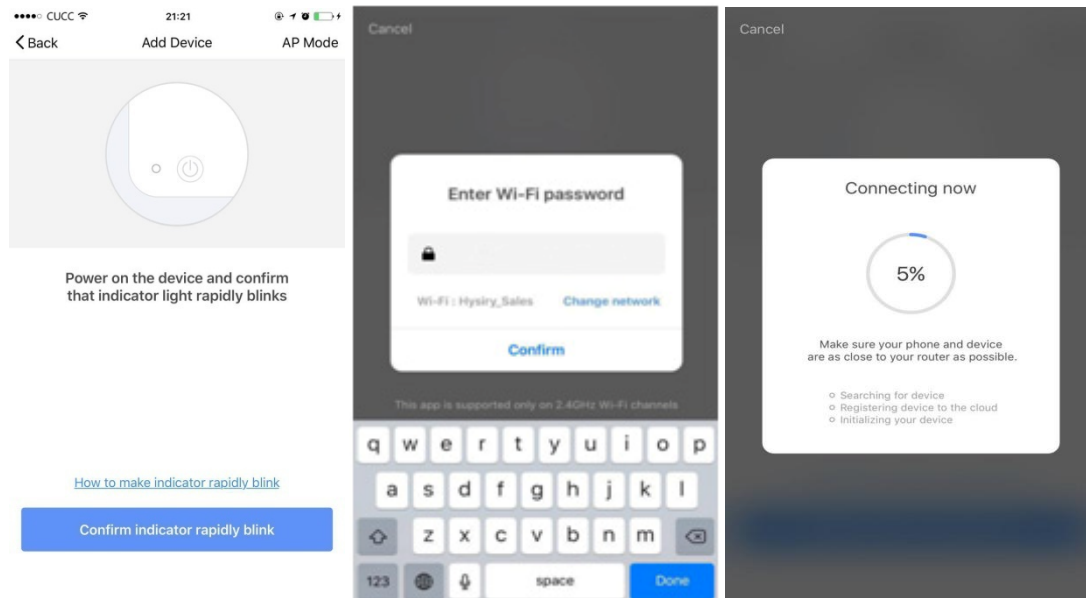 CUCC 21:21
Back Add Device AP Mode
Power on the device and confirm
that indicator light rapidly blinks
How to make indicator rapidly blink
Confirm indicator rapidly blink
Cancel
Enter Wi-Fi password
Wi-Fi : Hysiry_Sales Change network
Confirm
This app is supported only on 2.4GHz Wi-Fi channels
q w e r t y u i o p
a s d f g h j k l
z x c v b n m
123 space Done
Cancel
Connecting now
5%
Make sure your phone and device
are as close to your router as possible.
Searching for device
Registering device to the cloud
Initializing your device